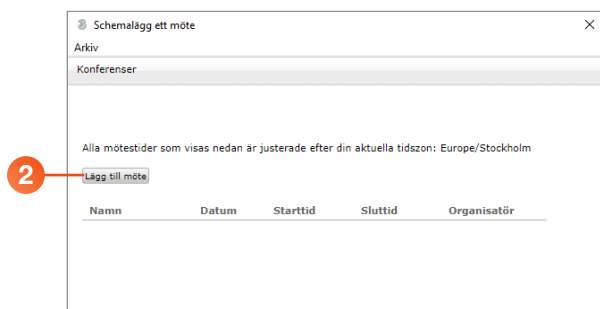 Schemalägg ett möte
Arkiv
Konferenser
Alla mötestider som visas nedan är justerade efter din aktuella tidszon: Europe/Stockholm
2
Lägg till möte
Namn Datum Starttid Sluttid Organisatör